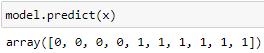 model.predict(x)
array([0, 0, 0, 0, 1, 1, 1, 1, 1, 1])